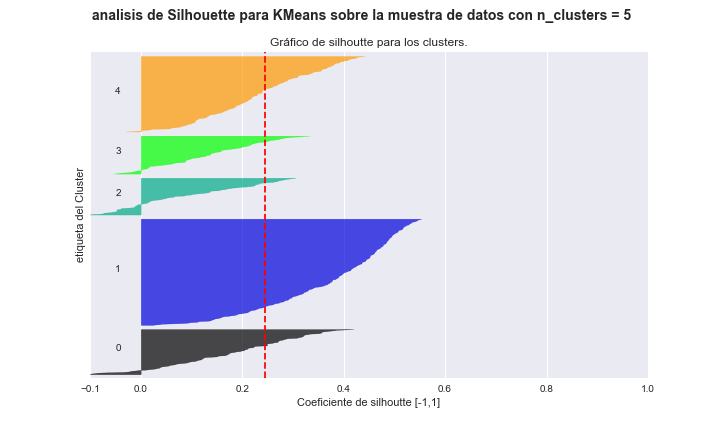 analisis de Silhouette para KMeans sobre la muestra de datos con n_clusters = 5
Gráfico de silhoutte para los clusters.
etiqueta del Cluster
4
3
2
1
0
−0.1 0.0 0.2 0.4 0.6 0.8 1.0
Coeficiente de silhoutte [-1,1]